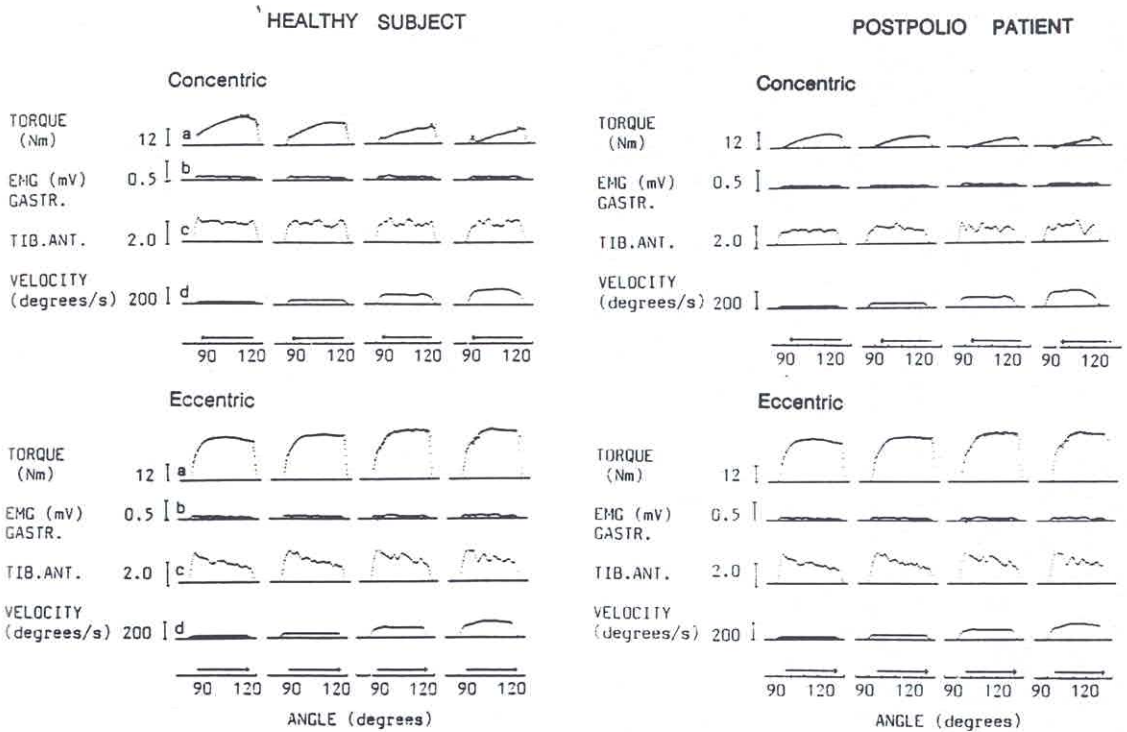 HEALTHY SUBJECT
Concentric
TORQUE
(Nm) 12 a
EMG (mV) 0.5 b
GASTR.
TIB.ANT. 2.0 c
VELOCITY
(degrees/s) 200 d
90 120 90 120 90 120 90 120
Eccentric
TORQUE
(Nm) 12 a
EMG (mV) 0.5 b
GASTR.
TIB.ANT. 2.0 c
VELOCITY
(degrees/s) 200 d
90 120 90 120 90 120 90 120
ANGLE (degrees)
POSTPOLIO PATIENT
Concentric
TORQUE
(Nm) 12
EMG (mV) 0.5
GASTR.
TIB.ANT. 2.0
VELOCITY
(degrees/s) 200
90 120 90 120 90 120 90 120
Eccentric
TORQUE
(Nm) 12
EMG (mV) 0.5
GASTR.
TIB.ANT. 2.0
VELOCITY
(degrees/s) 200
90 120 90 120 90 120 90 120
ANGLE (degrees)